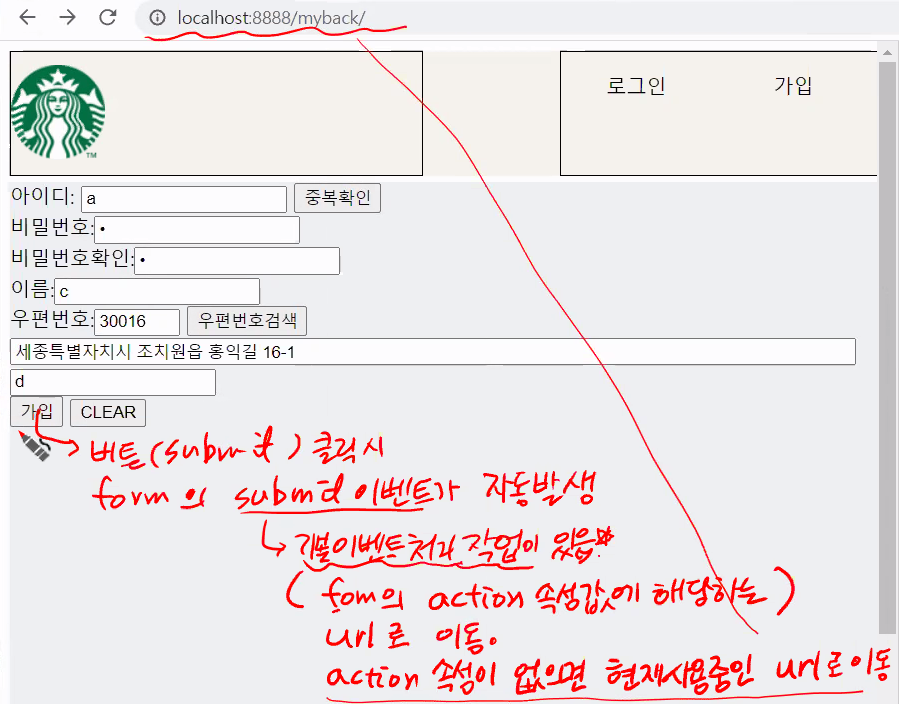 localhost:8888/myback/
로그인 가입
TM
아이디: a 중복확인
비밀번호: •
비밀번호확인: •
이름: c
우편번호: 30016 우편번호검색
세종특별자치시 조치원읍 홍익길 16-1
d
가입 CLEAR
버튼(submit) 클릭시
form의 submit 이벤트가 자동발생
기본이벤트처리 작업이 있음*
( fom의 action 속성값에 해당하는 )
url로 이동.
action 속성이 없으면 현재사용중인 url로 이동